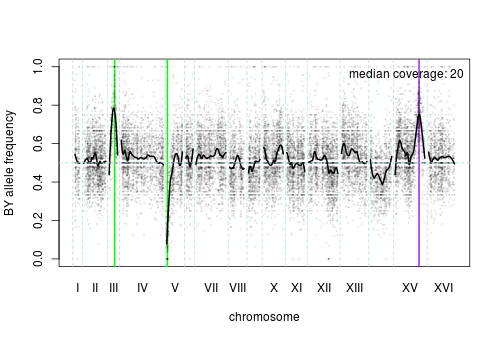 median coverage: 20
BY allele frequency
0.0 0.2 0.4 0.6 0.8 1.0
I II III IV V VII VIII X XI XII XIII XV XVI
chromosome